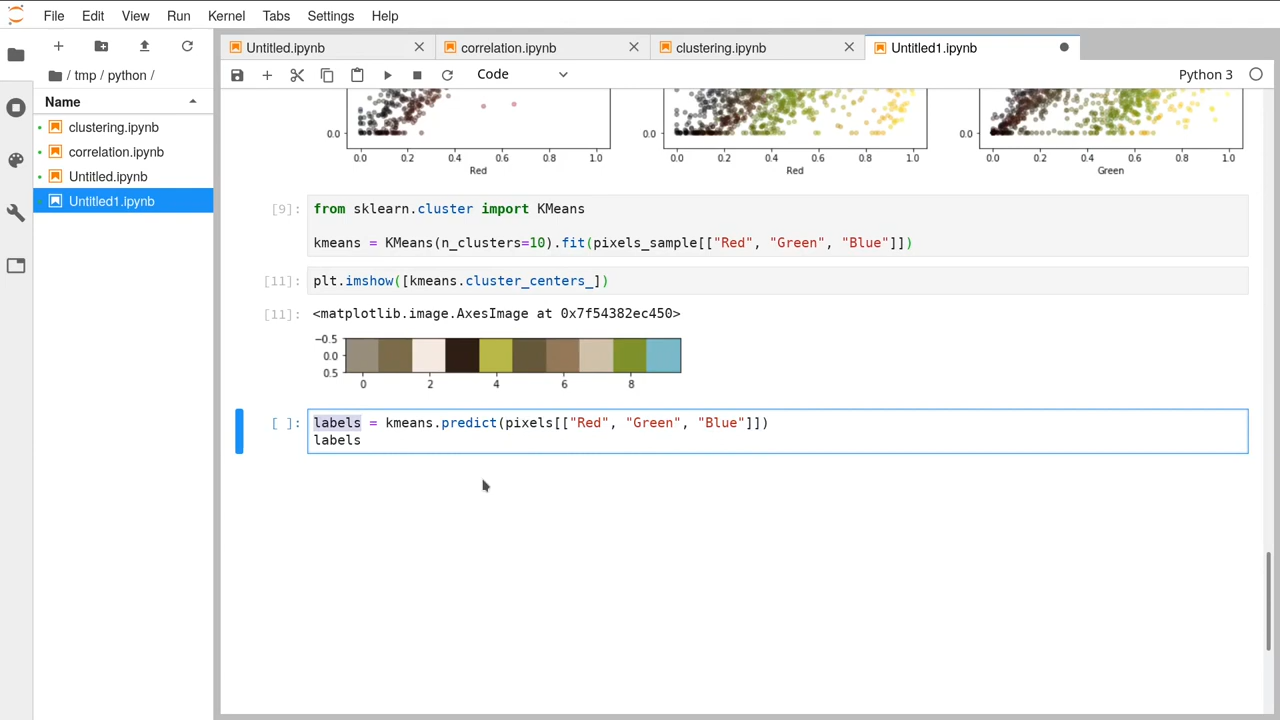 File Edit View Run Kernel Tabs Settings Help
Untitled.ipynb correlation.ipynb clustering.ipynb Untitled1.ipynb
/ tmp / python /
Code Python 3
Name
clustering.ipynb
correlation.ipynb
Untitled.ipynb
Untitled1.ipynb
0.0 0.0 0.0
0.0 0.2 0.4 0.6 0.8 1.0 0.0 0.2 0.4 0.6 0.8 1.0 0.0 0.2 0.4 0.6 0.8 1.0
Red Red Green
[9]: from sklearn.cluster import KMeans
kmeans = KMeans(n_clusters=10).fit(pixels_sample[["Red", "Green", "Blue"]])
[11]: plt.imshow([kmeans.cluster_centers_])
[11]: <matplotlib.image.AxesImage at 0x7f54382ec450>
−0.5
0.0
0.5
0 2 4 6 8
[ ]: labels = kmeans.predict(pixels[["Red", "Green", "Blue"]])
labels